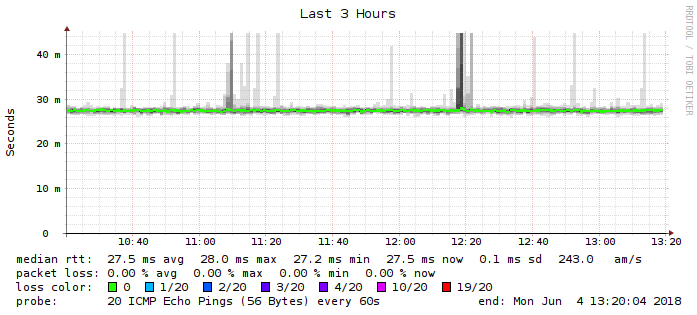 Last 3 Hours
RRDTOOL / TOBI OETIKER
Seconds
40 m
30 m
20 m
10 m
0
10:40 11:00 11:20 11:40 12:00 12:20 12:40 13:00 13:20
median rtt: 27.5 ms avg 28.0 ms max 27.2 ms min 27.5 ms now 0.1 ms sd 243.0 am/s
packet loss: 0.00 % avg 0.00 % max 0.00 % min 0.00 % now
loss color: 0 1/20 2/20 3/20 4/20 10/20 19/20
probe: 20 ICMP Echo Pings (56 Bytes) every 60s end: Mon Jun 4 13:20:04 2018